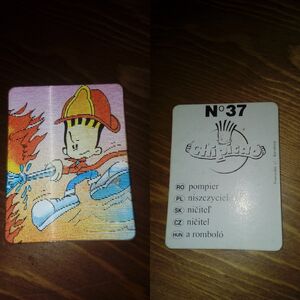 N°37
Chipicao
RO pompier
PL niszczyciel
SK ničiteľ
CZ ničitel
HUN a romboló